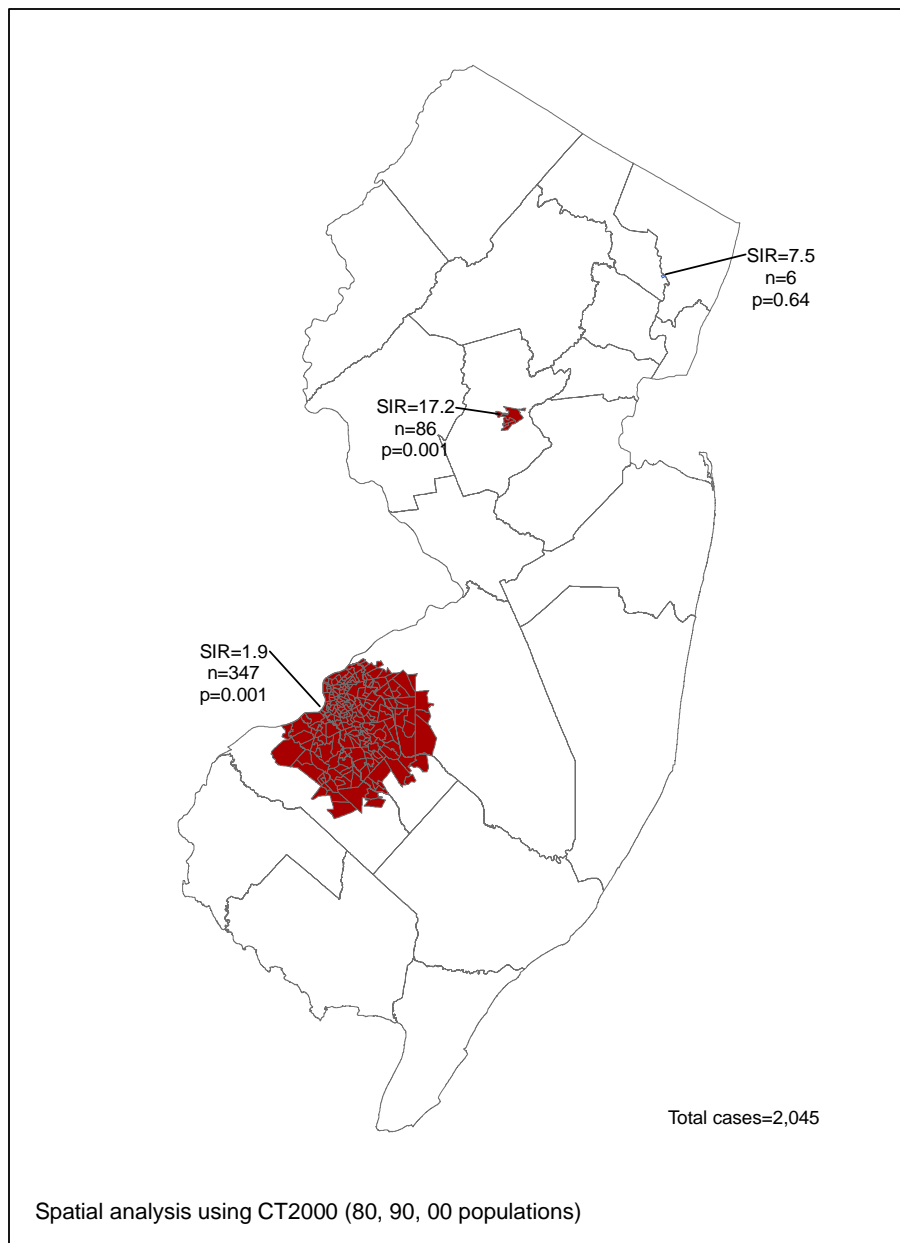 SIR=7.5
n=6
p=0.64
SIR=17.2
n=86
p=0.001
SIR=1.9
n=347
p=0.001
Total cases=2,045
Spatial analysis using CT2000 (80, 90, 00 populations)